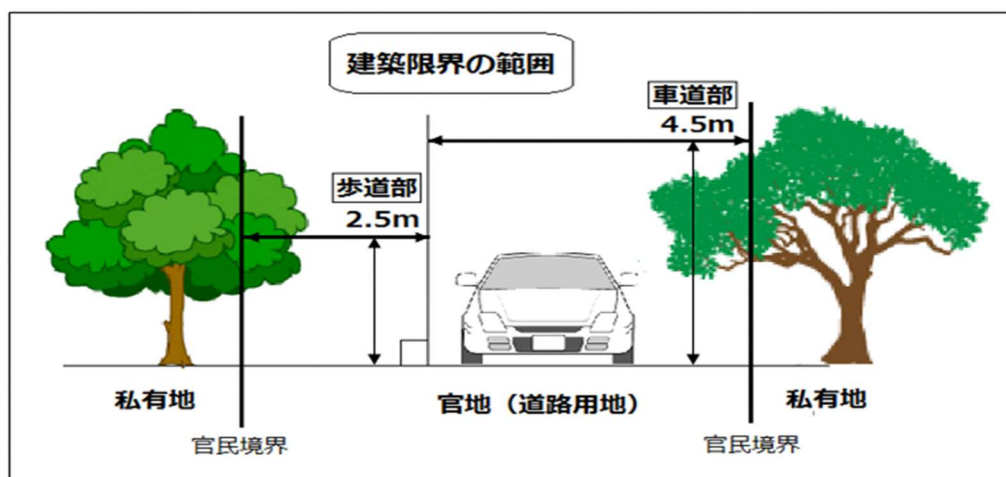 建築限界の範囲
車道部
4.5m
歩道部
2.5m
私有地
官地（道路用地）
私有地
官民境界
官民境界